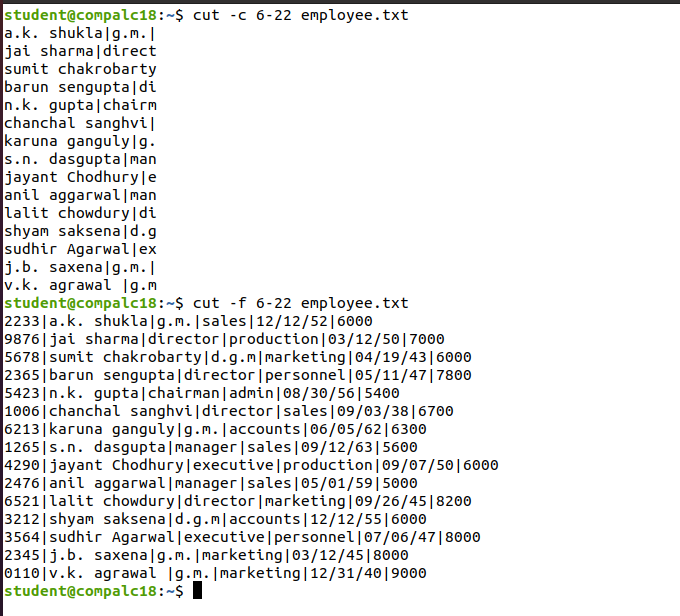 student@compalc18:~$ cut -c 6-22 employee.txt
a.k. shukla|g.m.|
jai sharma|direct
sumit chakrobarty
barun sengupta|di
n.k. gupta|chairm
chanchal sanghvi|
karuna ganguly|g.
s.n. dasgupta|man
jayant Chodhury|e
anil aggarwal|man
lalit chowdury|di
shyam saksena|d.g
sudhir Agarwal|ex
j.b. saxena|g.m.|
v.k. agrawal |g.m
student@compalc18:~$ cut -f 6-22 employee.txt
2233|a.k. shukla|g.m.|sales|12/12/52|6000
9876|jai sharma|director|production|03/12/50|7000
5678|sumit chakrobarty|d.g.m|marketing|04/19/43|6000
2365|barun sengupta|director|personnel|05/11/47|7800
5423|n.k. gupta|chairman|admin|08/30/56|5400
1006|chanchal sanghvi|director|sales|09/03/38|6700
6213|karuna ganguly|g.m.|accounts|06/05/62|6300
1265|s.n. dasgupta|manager|sales|09/12/63|5600
4290|jayant Chodhury|executive|production|09/07/50|6000
2476|anil aggarwal|manager|sales|05/01/59|5000
6521|lalit chowdury|director|marketing|09/26/45|8200
3212|shyam saksena|d.g.m|accounts|12/12/55|6000
3564|sudhir Agarwal|executive|personnel|07/06/47|8000
2345|j.b. saxena|g.m.|marketing|03/12/45|8000
0110|v.k. agrawal |g.m.|marketing|12/31/40|9000
student@compalc18:~$